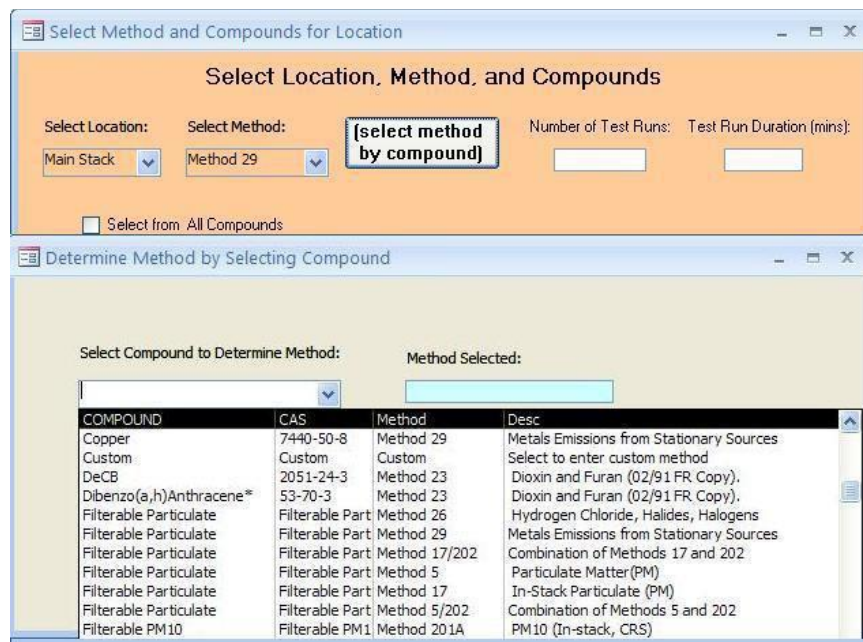 Select Method and Compounds for Location
Select Location, Method, and Compounds
Select Location: Select Method: (select method by compound) Number of Test Runs: Test Run Duration (mins):
Main Stack Method 29
Select from All Compounds
Determine Method by Selecting Compound
Select Compound to Determine Method: Method Selected:
COMPOUND CAS Method Desc
Copper 7440-50-8 Method 29 Metals Emissions from Stationary Sources
Custom Custom Custom Select to enter custom method
DeCB 2051-24-3 Method 23 Dioxin and Furan (02/91 FR Copy).
Dibenzo(a,h)Anthracene* 53-70-3 Method 23 Dioxin and Furan (02/91 FR Copy).
Filterable Particulate Filterable Part Method 26 Hydrogen Chloride, Halides, Halogens
Filterable Particulate Filterable Part Method 29 Metals Emissions from Stationary Sources
Filterable Particulate Filterable Part Method 17/202 Combination of Methods 17 and 202
Filterable Particulate Filterable Part Method 5 Particulate Matter(PM)
Filterable Particulate Filterable Part Method 17 In-Stack Particulate (PM)
Filterable Particulate Filterable Part Method 5/202 Combination of Methods 5 and 202
Filterable PM10 Filterable PM1 Method 201A PM10 (In-stack, CRS)